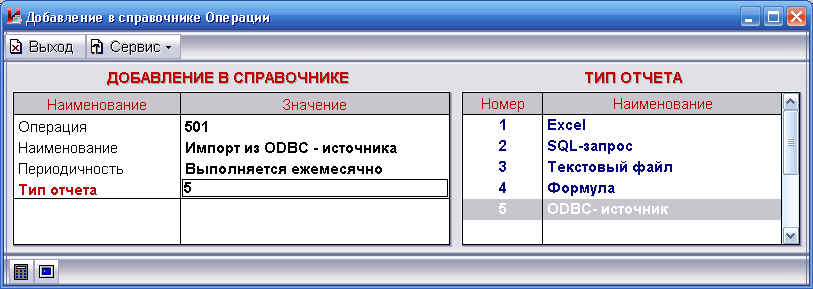 Добавление в справочнике Операции
Выход Сервис
ДОБАВЛЕНИЕ В СПРАВОЧНИКЕ
Наименование Значение
Операция 501
Наименование Импорт из ODBC - источника
Периодичность Выполняется ежемесячно
Тип отчета 5
ТИП ОТЧЕТА
Номер Наименование
1 Excel
2 SQL-запрос
3 Текстовый файл
4 Формула
5 ODBC- источник